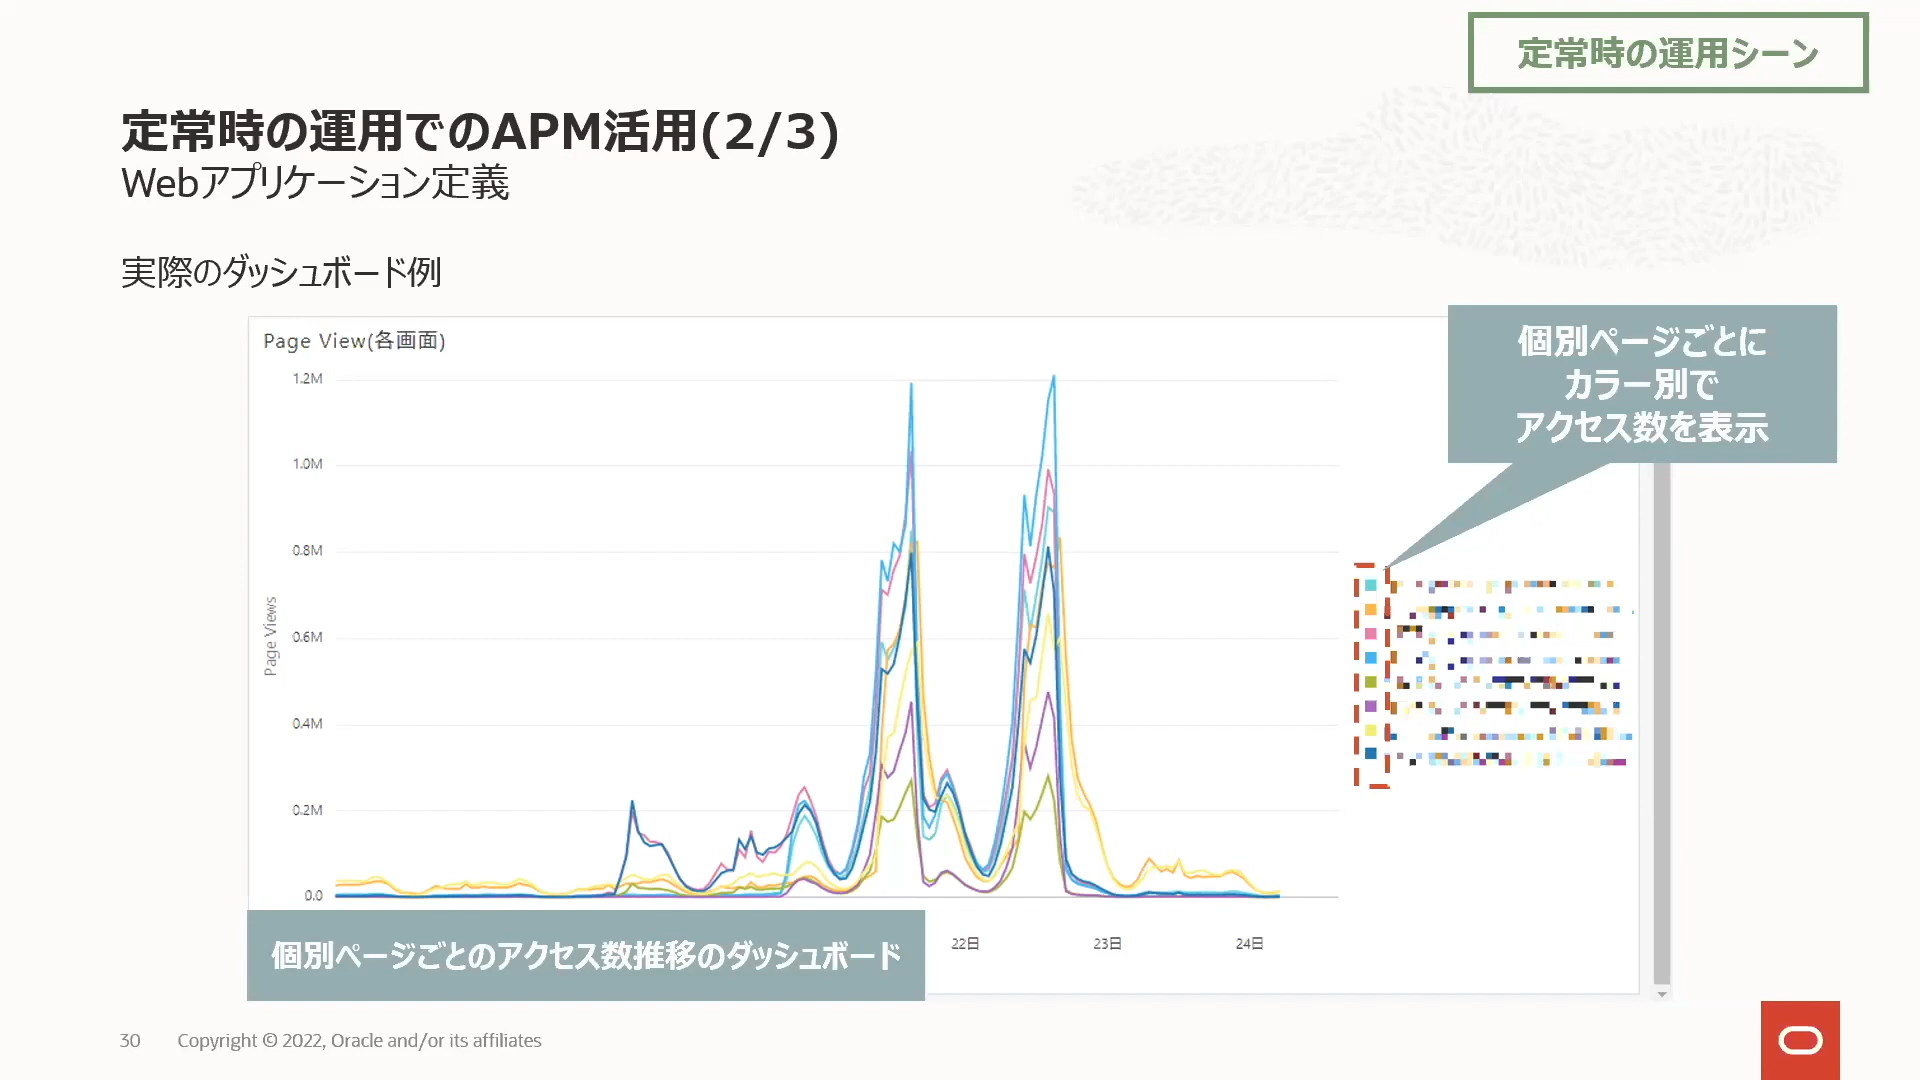 定常時の運用シーン
定常時の運用でのAPM活用(2/3)
Webアプリケーション定義
実際のダッシュボード例
Page View(各画面)
個別ページごとに
カラー別で
アクセス数を表示
1.2M
1.0M
0.8M
0.6M
0.4M
0.2M
0.0
Page Views
個別ページごとのアクセス数推移のダッシュボード
22日
23日
24日
30
Copyright © 2022, Oracle and/or its affiliates